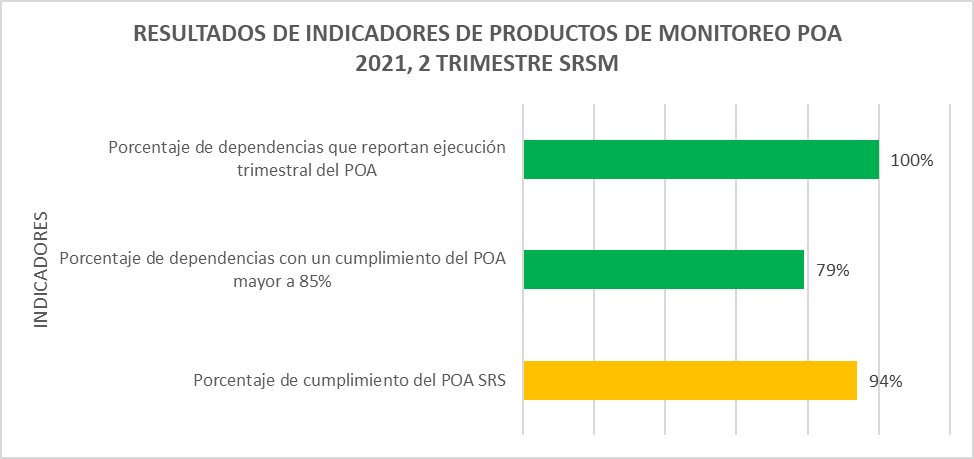 RESULTADOS DE INDICADORES DE PRODUCTOS DE MONITOREO POA
2021, 2 TRIMESTRE SRSM
INDICADORES
Porcentaje de dependencias que reportan ejecución
trimestral del POA
100%
Porcentaje de dependencias con un cumplimiento del POA
mayor a 85%
79%
Porcentaje de cumplimiento del POA SRS
94%